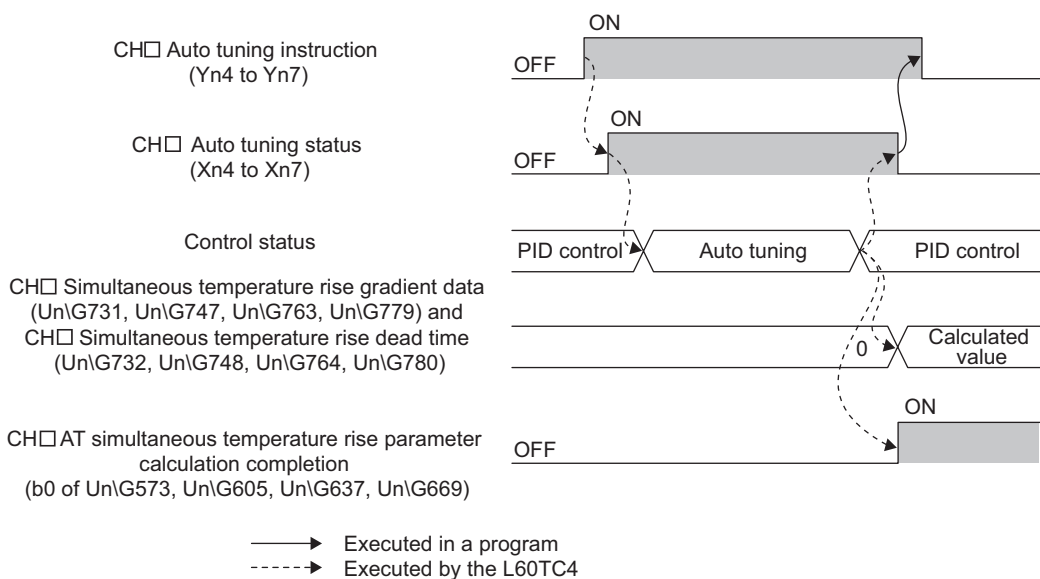 ON
CH□ Auto tuning instruction
(Yn4 to Yn7)
OFF
ON
CH□ Auto tuning status
(Xn4 to Xn7)
OFF
Control status
PID control
Auto tuning
PID control
CH□ Simultaneous temperature rise gradient data
(Un\G731, Un\G747, Un\G763, Un\G779) and
CH□ Simultaneous temperature rise dead time
(Un\G732, Un\G748, Un\G764, Un\G780)
0
Calculated
value
ON
CH□ AT simultaneous temperature rise parameter
calculation completion
(b0 of Un\G573, Un\G605, Un\G637, Un\G669)
OFF
Executed in a program
Executed by the L60TC4